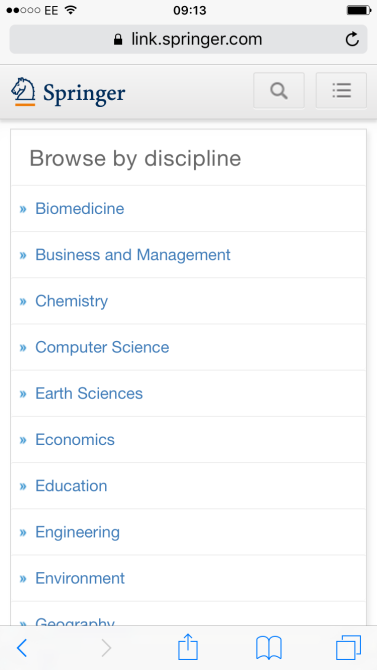 EE 09:13
link.springer.com
Springer
Browse by discipline
» Biomedicine
» Business and Management
» Chemistry
» Computer Science
» Earth Sciences
» Economics
» Education
» Engineering
» Environment
» Geography